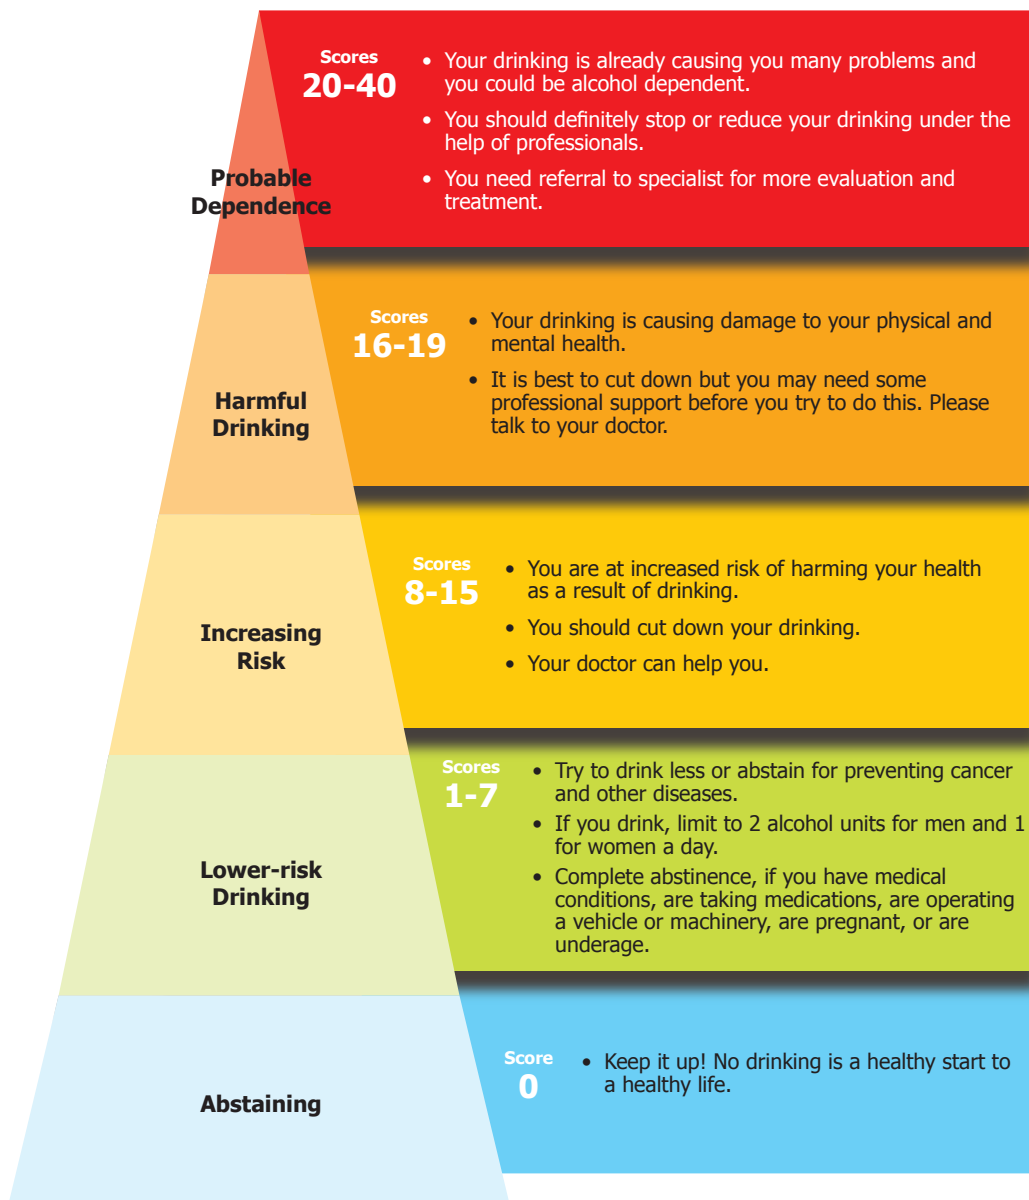 Scores
20-40
• Your drinking is already causing you many problems and
you could be alcohol dependent.
• You should definitely stop or reduce your drinking under the
help of professionals.
• You need referral to specialist for more evaluation and
treatment.
Probable
Dependence
Scores
16-19
• Your drinking is causing damage to your physical and
mental health.
• It is best to cut down but you may need some
professional support before you try to do this. Please
talk to your doctor.
Harmful
Drinking
Scores
8-15
• You are at increased risk of harming your health
as a result of drinking.
• You should cut down your drinking.
• Your doctor can help you.
Increasing
Risk
Scores
1-7
• Try to drink less or abstain for preventing cancer
and other diseases.
• If you drink, limit to 2 alcohol units for men and 1
for women a day.
• Complete abstinence, if you have medical
conditions, are taking medications, are operating
a vehicle or machinery, are pregnant, or are
underage.
Lower-risk
Drinking
Score
0
• Keep it up! No drinking is a healthy start to
a healthy life.
Abstaining